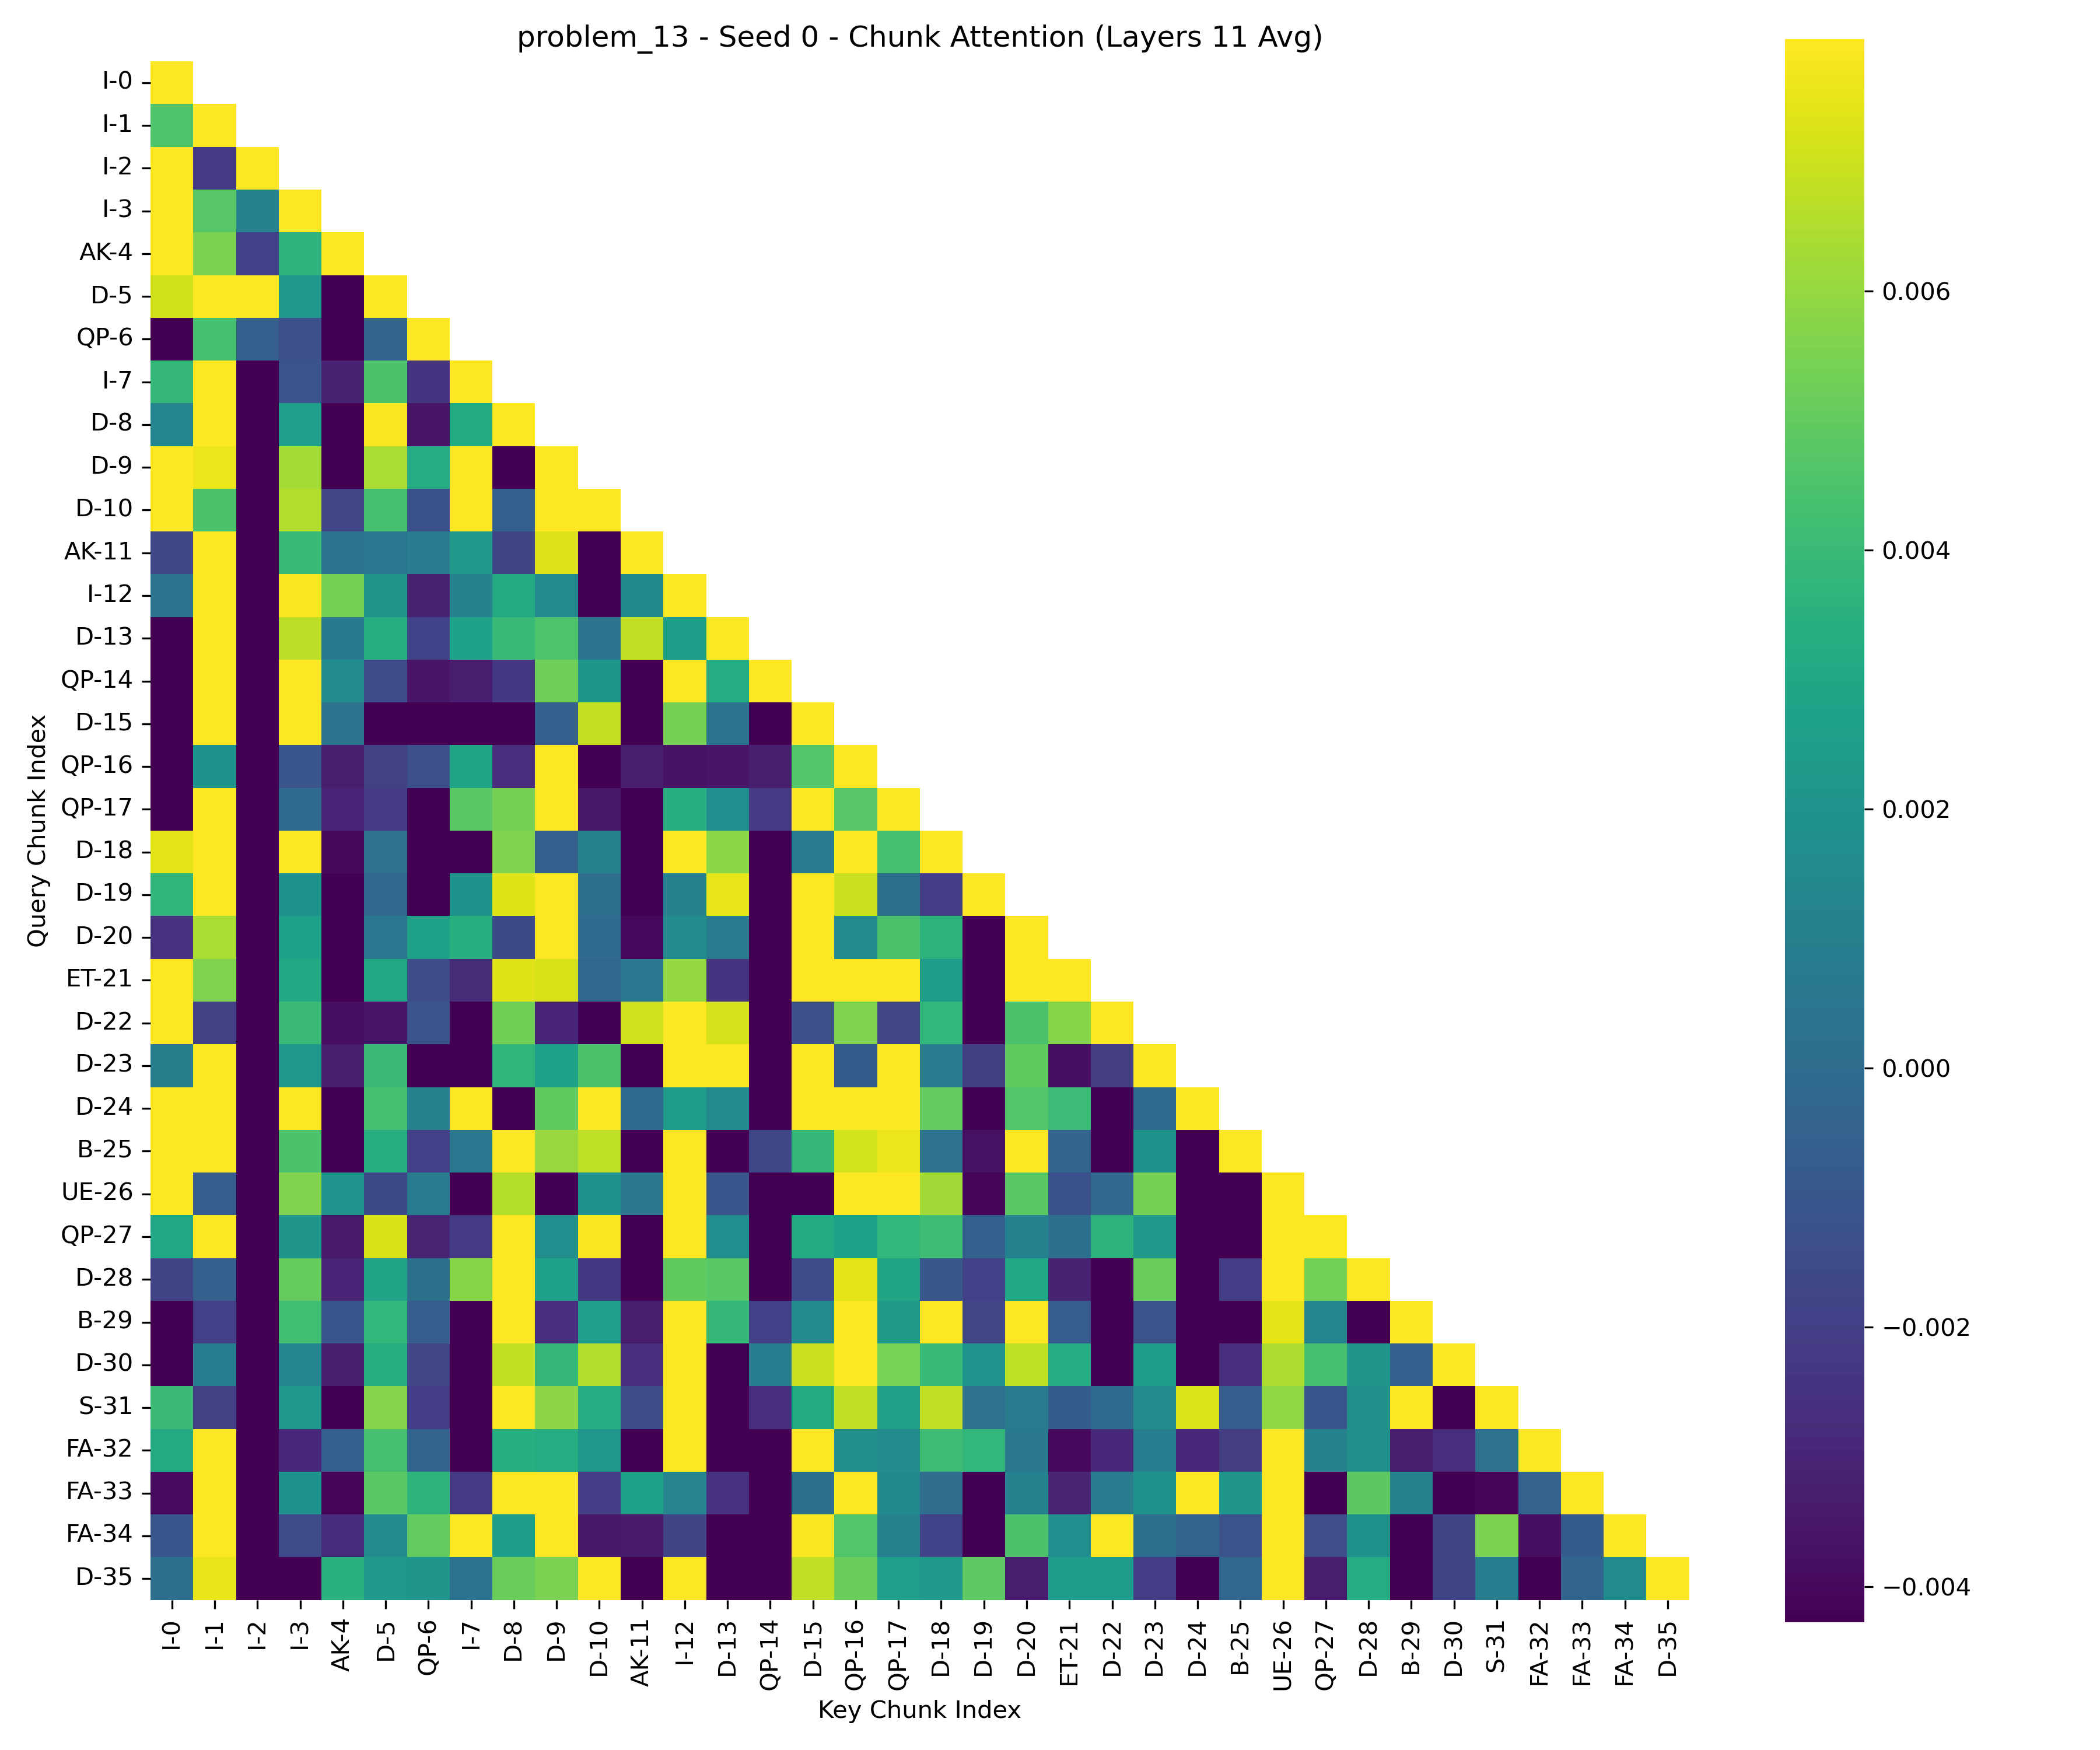 problem_13 - Seed 0 - Chunk Attention (Layers 11 Avg)
Query Chunk Index
I-0
I-1
I-2
I-3
AK-4
D-5
QP-6
I-7
D-8
D-9
D-10
AK-11
I-12
D-13
QP-14
D-15
QP-16
QP-17
D-18
D-19
D-20
ET-21
D-22
D-23
D-24
B-25
UE-26
QP-27
D-28
B-29
D-30
S-31
FA-32
FA-33
FA-34
D-35
I-0 I-1 I-2 I-3 AK-4 D-5 QP-6 I-7 D-8 D-9 D-10 AK-11 I-12 D-13 QP-14 D-15 QP-16 QP-17 D-18 D-19 D-20 ET-21 D-22 D-23 D-24 B-25 UE-26 QP-27 D-28 B-29 D-30 S-31 FA-32 FA-33 FA-34 D-35
Key Chunk Index
0.006
0.004
0.002
0.000
−0.002
−0.004